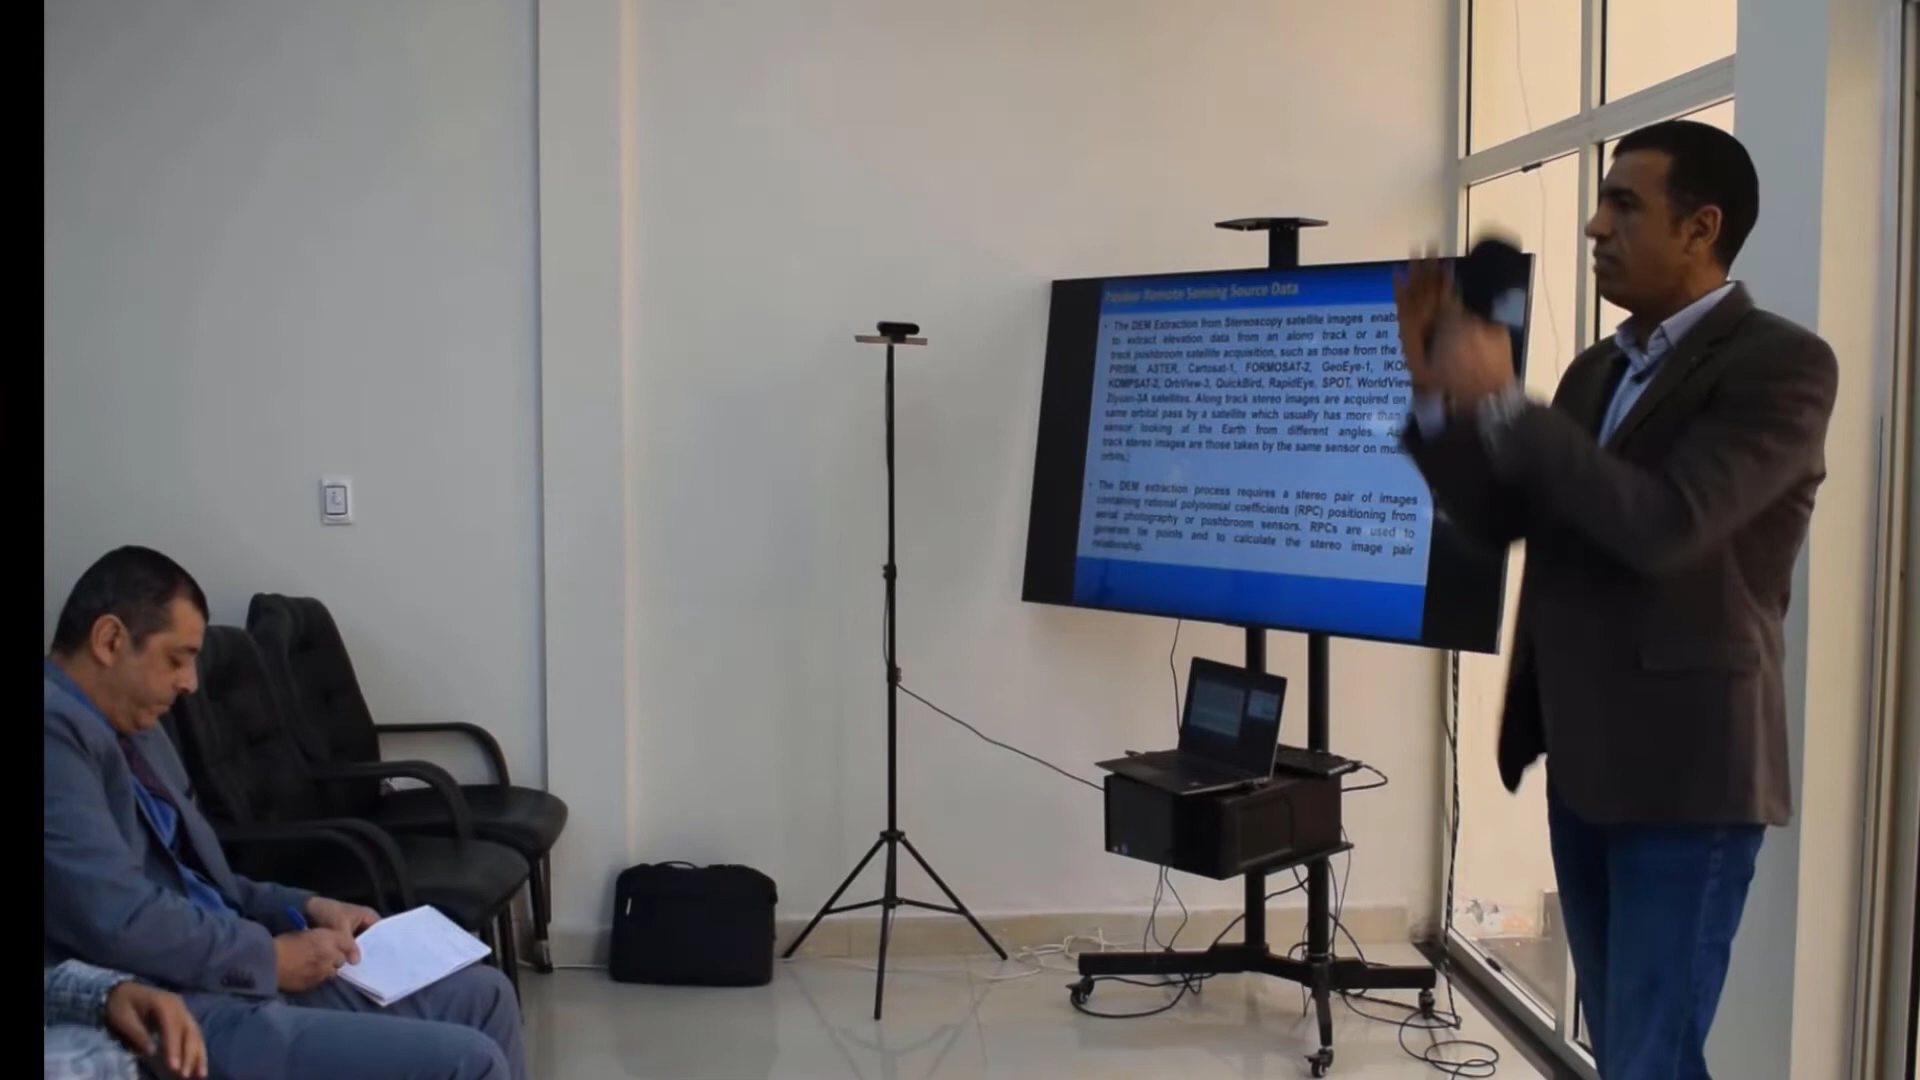 Passive Remote Sensing Source Data
• The DEM Extraction from Stereoscopy satellite images enab
to extract elevation data from an along track or an
track pushbroom satellite acquisition, such as those from the
PRISM, ASTER, Cartosat-1, FORMOSAT-2, GeoEye-1, IKON
KOMPSAT-2, OrbView-3, QuickBird, RapidEye, SPOT, WorldView
Ziyuan-3A satellites. Along track stereo images are acquired on
same orbital pass by a satellite which usually has more than
sensor looking at the Earth from different angles.
track stereo images are those taken by the same sensor on mult
orbits.;
• The DEM extraction process requires a stereo pair of images
containing rational polynomial coefficients (RPC) positioning from
aerial photography or pushbroom sensors. RPCs are used to
generate tie points and to calculate the stereo image pair
relationship.